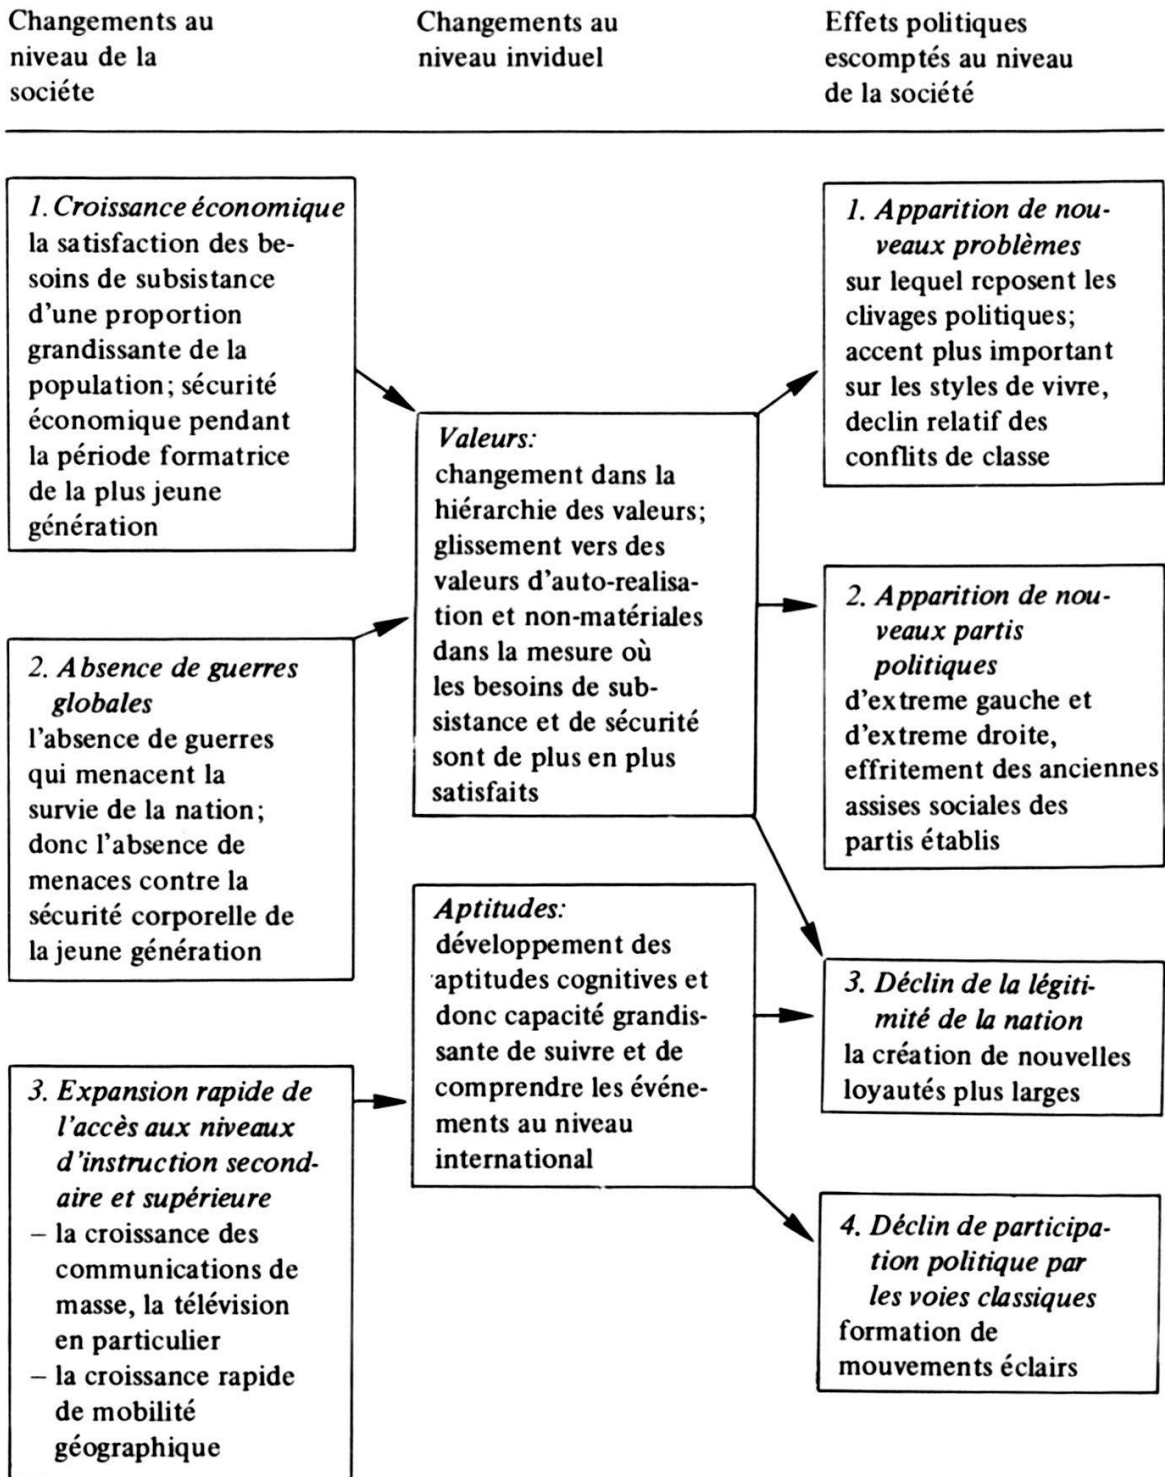 Changements au
niveau de la
sociéte
Changements au
niveau inviduel
Effets politiques
escomptés au niveau
de la société
1. Croissance économique
la satisfaction des be-
soins de subsistance
d'une proportion
grandissante de la
population; sécurité
économique pendant
la période formatrice
de la plus jeune
génération
2. Absence de guerres
globales
l'absence de guerres
qui menacent la
survie de la nation;
donc l'absence de
menaces contre la
sécurité corporelle de
la jeune génération
3. Expansion rapide de
l'accès aux niveaux
d'instruction second-
aire et supérieure
– la croissance des
communications de
masse, la télévision
en particulier
– la croissance rapide
de mobilité
géographique
Valeurs:
changement dans la
hiérarchie des valeurs;
glissement vers des
valeurs d'auto-realisa-
tion et non-matériales
dans la mesure où
les besoins de sub-
sistance et de sécurité
sont de plus en plus
satisfaits
Aptitudes:
développement des
aptitudes cognitives et
donc capacité grandis-
sante de suivre et de
comprendre les événe-
ments au niveau
international
1. Apparition de nou-
veaux problèmes
sur lequel reposent les
clivages politiques;
accent plus important
sur les styles de vivre,
declin relatif des
conflits de classe
2. Apparition de nou-
veaux partis
politiques
d'extreme gauche et
d'extreme droite,
effritement des anciennes
assises sociales des
partis établis
3. Déclin de la légiti-
mité de la nation
la création de nouvelles
loyautés plus larges
4. Déclin de participa-
tion politique par
les voies classiques
formation de
mouvements éclairs